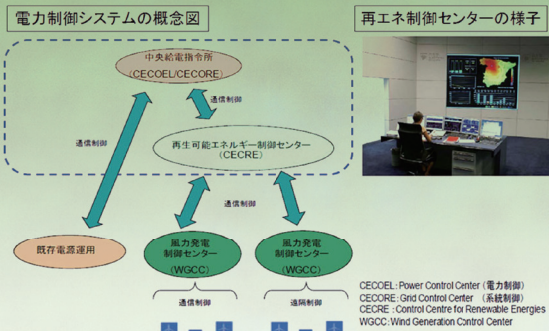 電力制御システムの概念図
再エネ制御センターの様子
中央給電指令所
(CECOEL/CECORE)
通信制御
通信制御
再生可能エネルギー制御センター
(CECRE)
通信制御
既存電源運用
風力発電
制御センター
(WGCC)
風力発電
制御センター
(WGCC)
通信制御
遠隔制御
CECOEL:Power Control Center (電力制御)
CECORE:Grid Control Center (系統制御)
CECRE:Control Centre for Renewable Energies
WGCC:Wind Generation Control Center